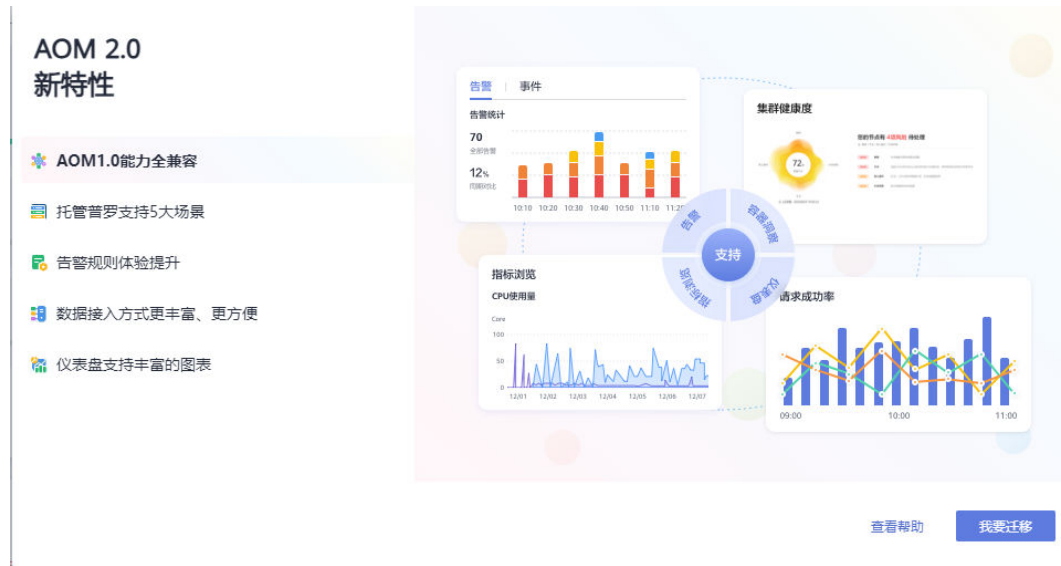 AOM 2.0
新特性
AOM1.0能力全兼容
托管普罗支持5大场景
告警规则体验提升
数据接入方式更丰富、更方便
仪表盘支持丰富的图表
告警 事件
告警统计
70
全部告警
12%
10:10 10:20 10:30 10:40 10:50 11:10 11:20
集群健康度
72
支持
告警
容器洞察
指标浏览
仪表盘
指标浏览
CPU使用量
Core
100
50
0
12/01 12/02 12/03 12/04 12/05 12/06 12/07
请求成功率
09:00 10:00 11:00
查看帮助
我要迁移